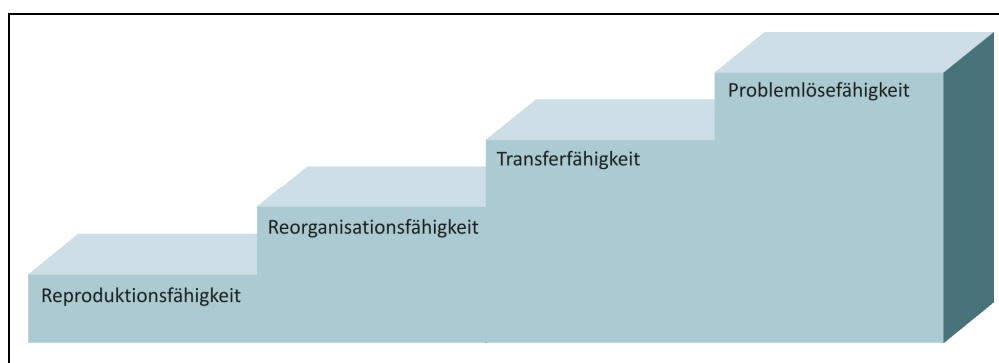 Problemlösefähigkeit
Transferfähigkeit
Reorganisationsfähigkeit
Reproduktionsfähigkeit